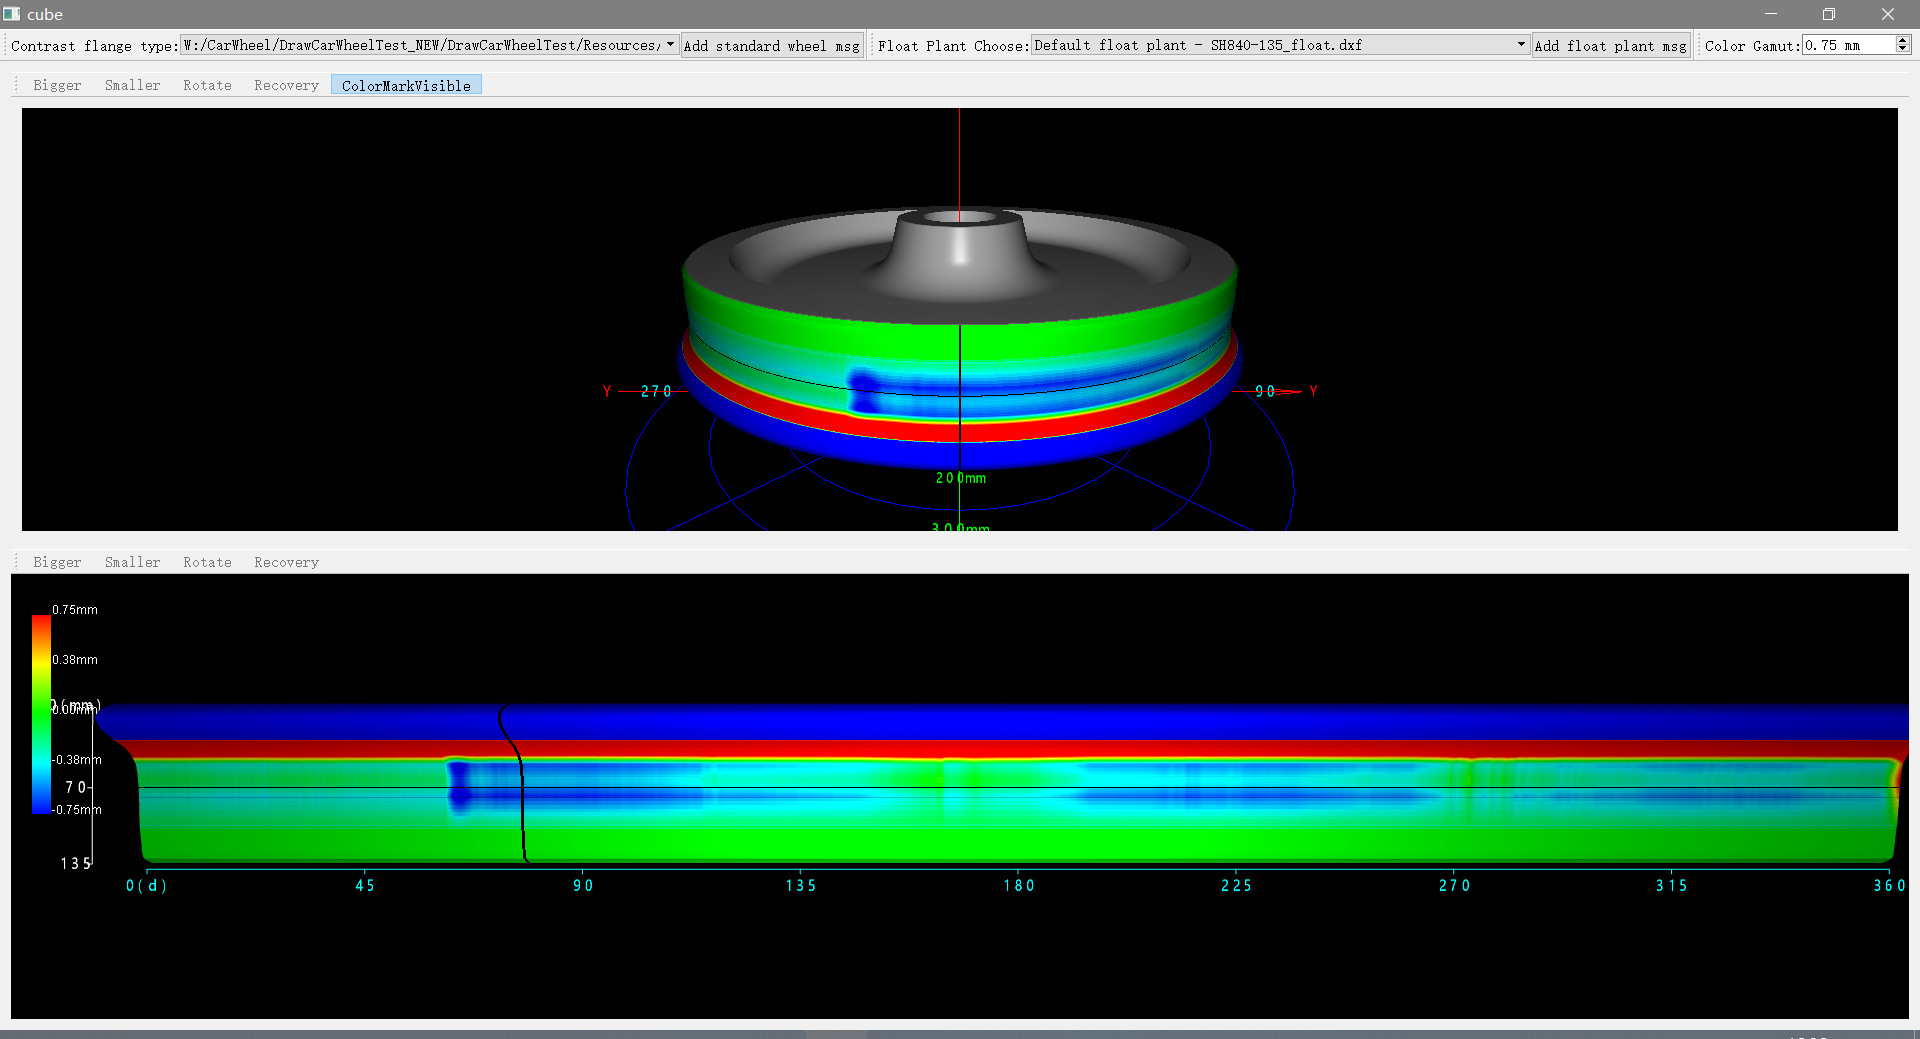 cube
Contrast flange type: W:/CarWheel/DrawCarWheelTest_NEW/DrawCarWheelTest/Resources/ Add standard wheel msg Float Plant Choose: Default float plant - SH840-135_float.dxf Add float plant msg Color Gamut: 0.75 mm
Bigger Smaller Rotate Recovery ColorMarkVisible
Y 270 90 Y
200mm
300mm
Bigger Smaller Rotate Recovery
0.75mm
0.38mm
0(mm)
0.00mm
-0.38mm
70
-0.75mm
135
0(d) 45 90 135 180 225 270 315 360